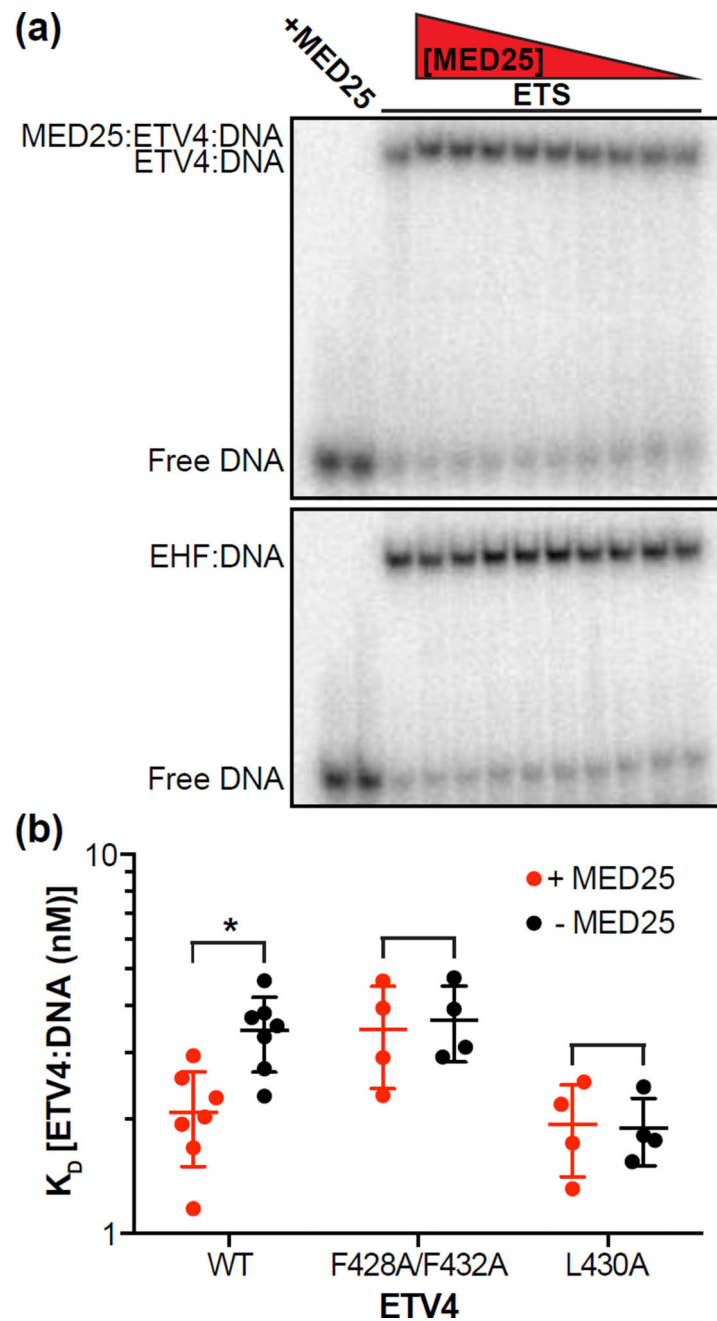 (a)
+MED25
[MED25]
ETS
MED25:ETV4:DNA
ETV4:DNA
Free DNA
EHF:DNA
Free DNA
(b)
10
+ MED25
- MED25
*
K_D [ETV4:DNA (nM)]
1
WT
F428A/F432A
L430A
ETV4